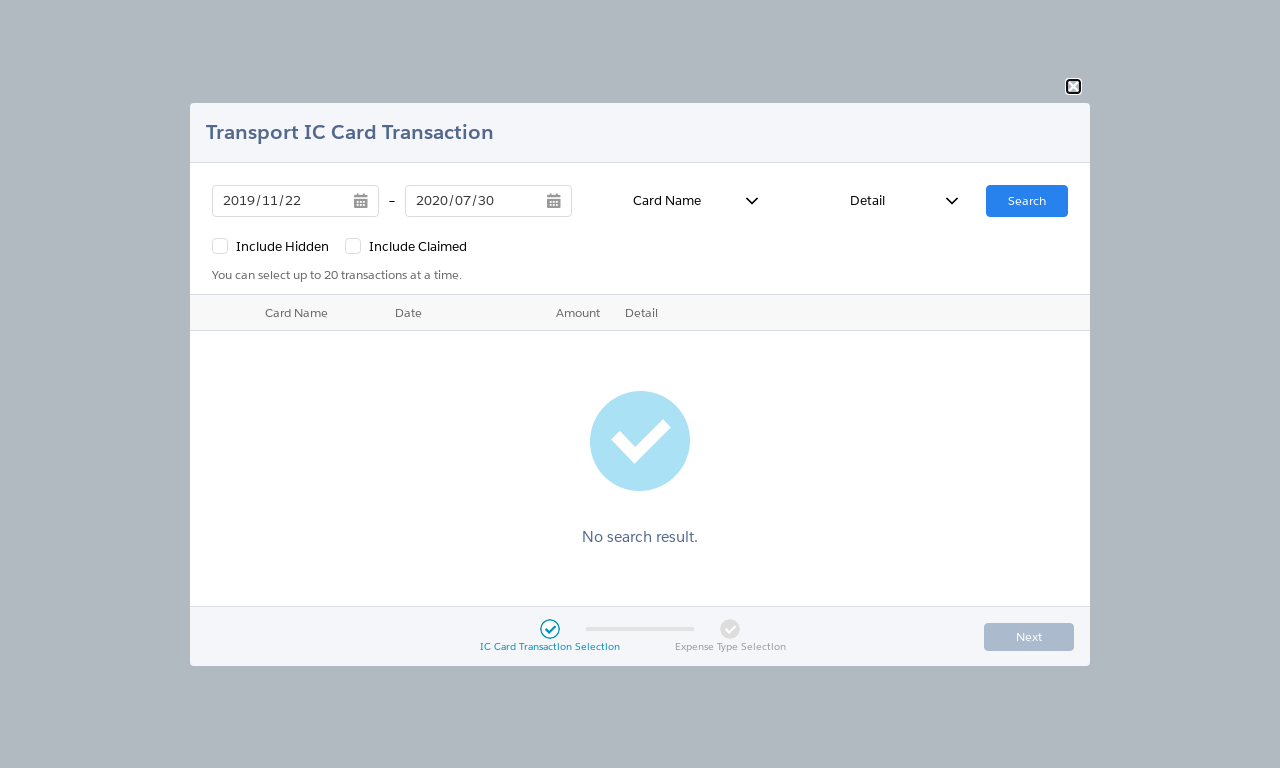 Transport IC Card Transaction
2019/11/22 – 2020/07/30 Card Name Detail Search
Include Hidden Include Claimed
You can select up to 20 transactions at a time.
Card Name Date Amount Detail
No search result.
IC Card Transaction Selection Expense Type Selection Next